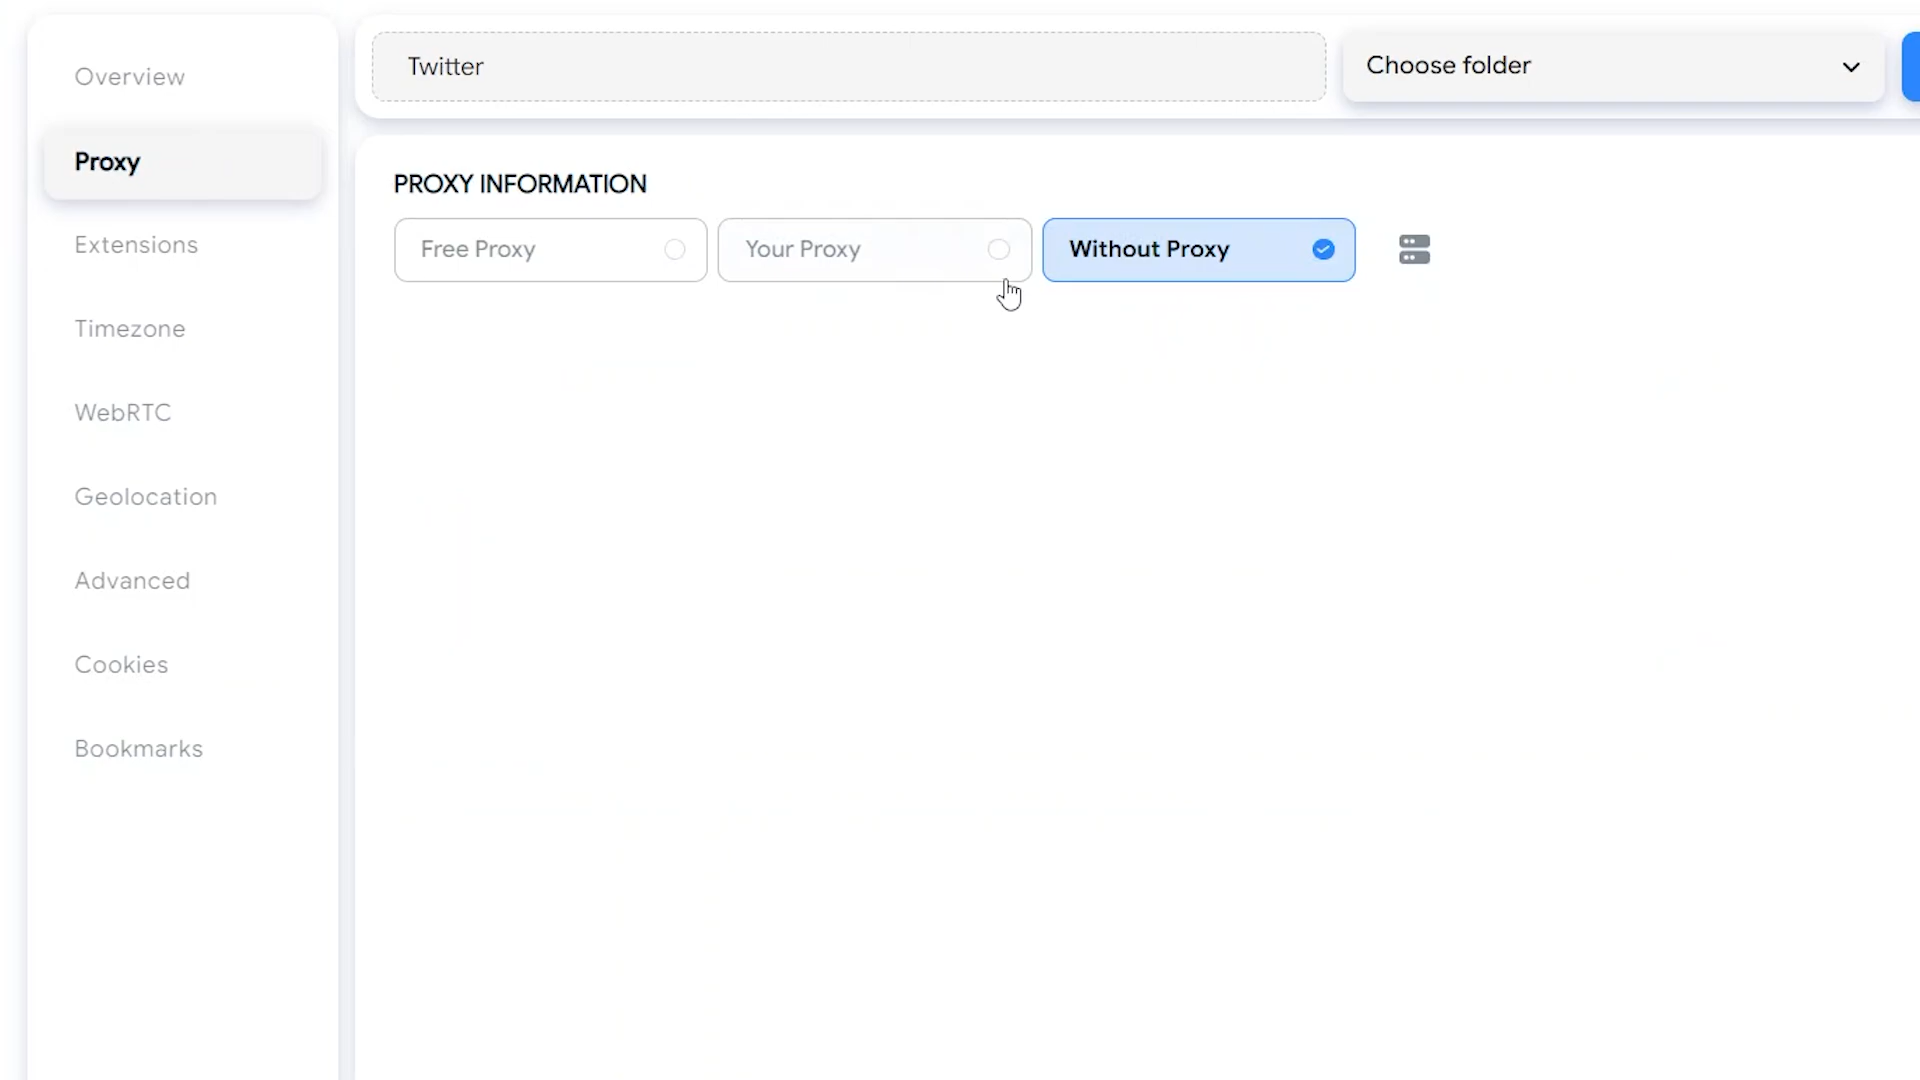 Overview
Proxy
Extensions
Timezone
WebRTC
Geolocation
Advanced
Cookies
Bookmarks
Twitter
Choose folder
PROXY INFORMATION
Free Proxy
Your Proxy
Without Proxy